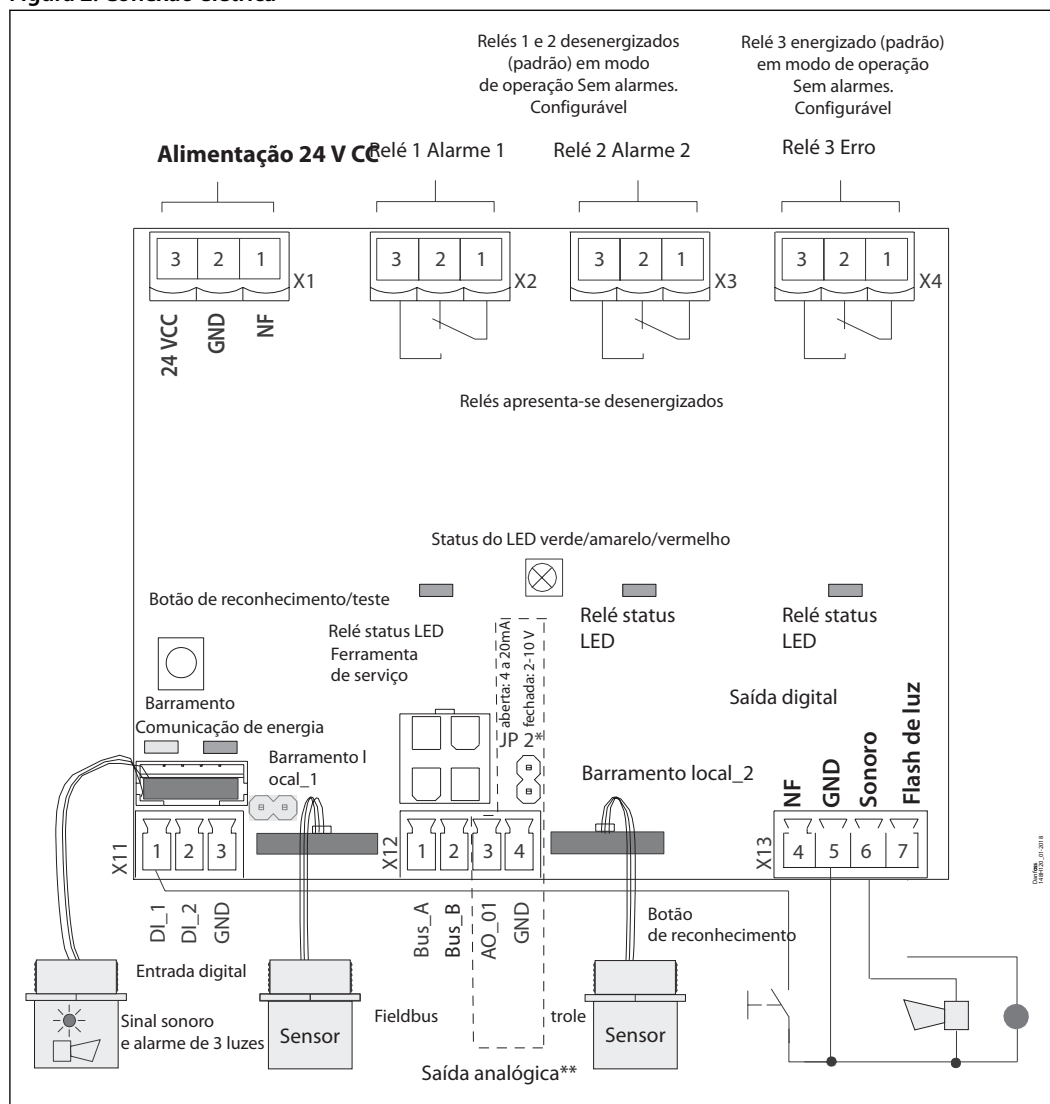 Figura 2: Conexão elétrica
Relés 1 e 2 desenergizados
(padrão) em modo
de operação Sem alarmes.
Configurável
Relé 3 energizado (padrão)
em modo de operação
Sem alarmes.
Configurável
Alimentação 24 V CC
Relé 1 Alarme 1
Relé 2 Alarme 2
Relé 3 Erro
3 2 1 X1
3 2 1 X2
3 2 1 X3
3 2 1 X4
24 VCC
GND
NF
Relés apresenta-se desenergizados
Status do LED verde/amarelo/vermelho
Botão de reconhecimento/teste
Relé status LED
Ferramenta
de serviço
aberta: 4 a 20mA
fechada: 2-10 V
JP 2*
Relé status
LED
Relé status
LED
Barramento
Comunicação de energia
Barramento l
ocal_1
Barramento local_2
Saída digital
NF
GND
Sonoro
Flash de luz
X11 1 2 3
X12 1 2 3 4
X13 4 5 6 7
DI_1
DI_2
GND
Bus_A
Bus_B
AO_01
GND
Botão
de reconhecimento
Entrada digital
Sinal sonoro
e alarme de 3 luzes
Sensor
Fieldbus
trole
Sensor
Saída analógica**
Danfoss
148H120_01-2018